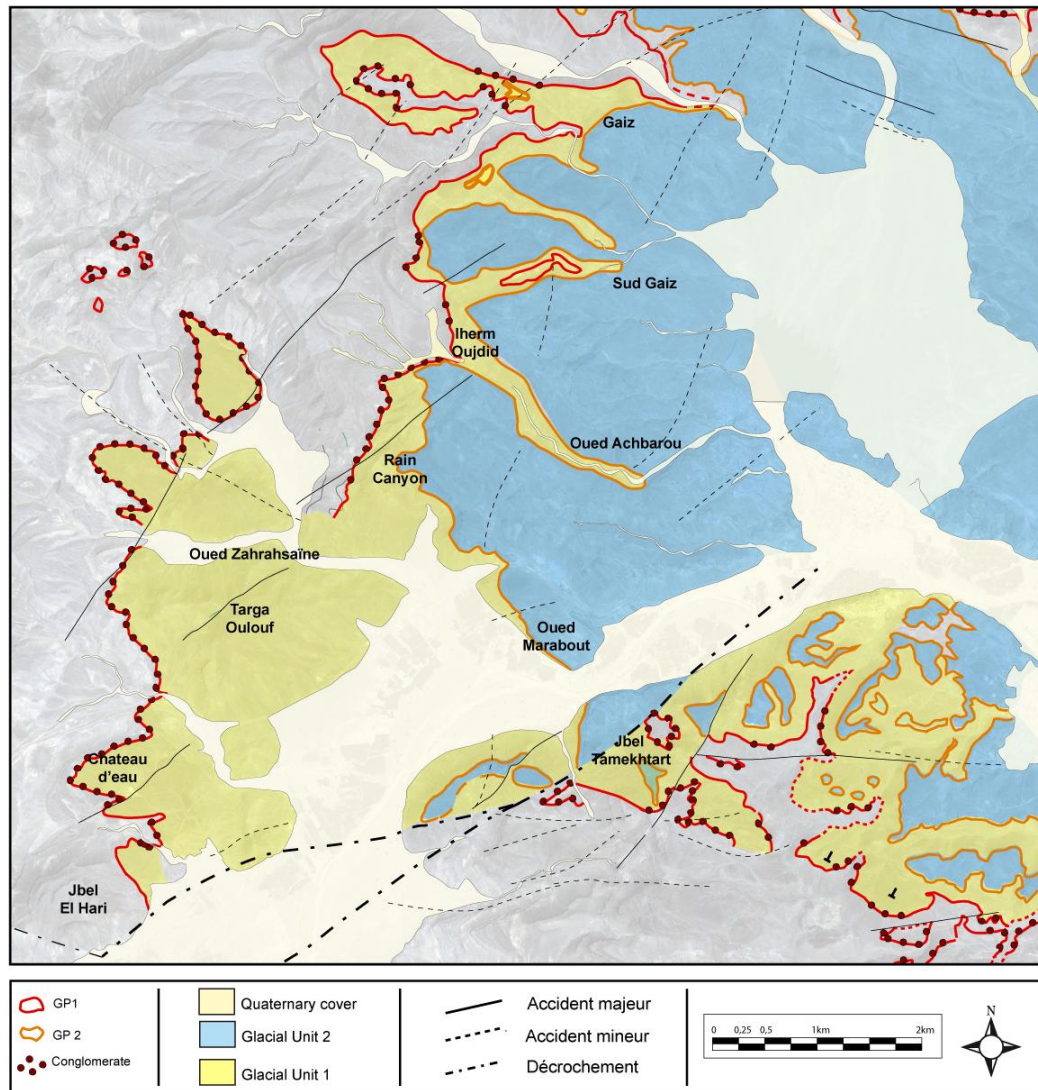 Gaiz
Sud Gaiz
Iherm
Oujdid
Oued Achbarou
Rain
Canyon
Oued Zahrahsaïne
Targa
Oulouf
Oued
Marabout
Jbel
Tamekhtart
Chateau
d'eau
Jbel
El Hari
GP1
GP 2
Conglomerate
Quaternary cover
Glacial Unit 2
Glacial Unit 1
Accident majeur
Accident mineur
Décrochement
0 0,25 0,5 1km 2km
N